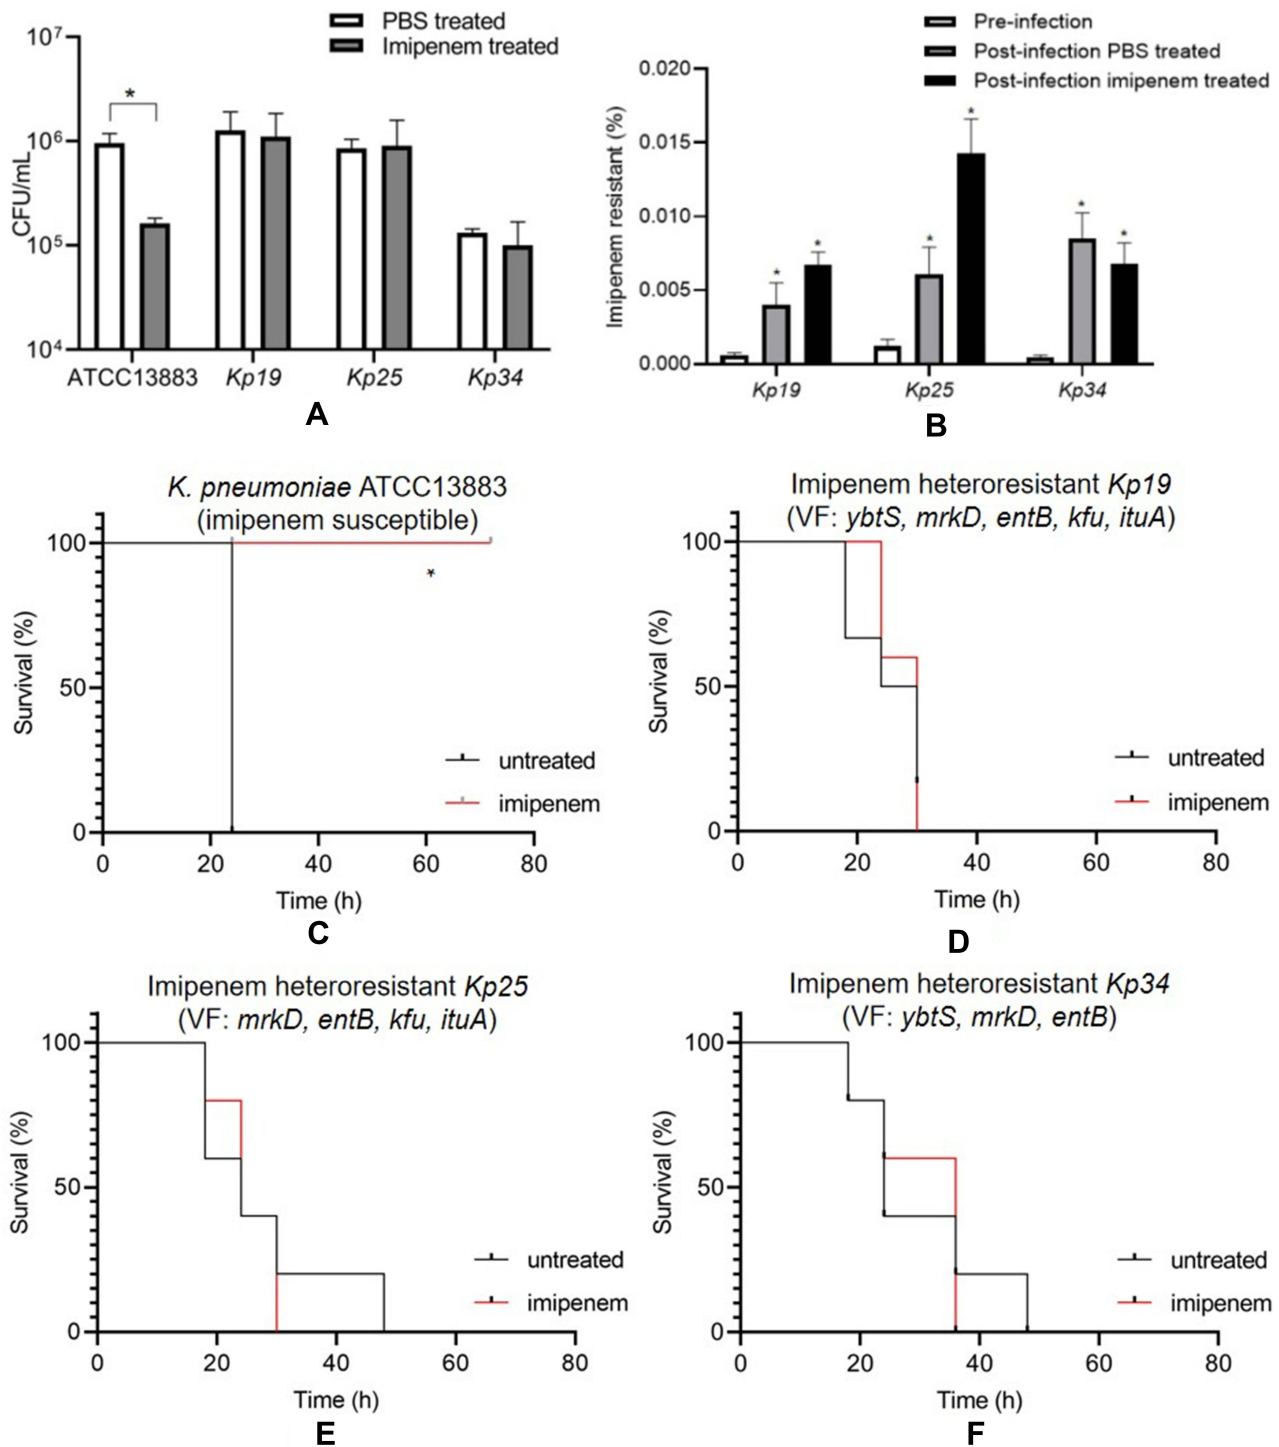 PBS treated
Imipenem treated
10⁷
10⁶
10⁵
10⁴
CFU/mL
*
ATCC13883 Kp19 Kp25 Kp34
A
Pre-infection
Post-infection PBS treated
Post-infection imipenem treated
0.020
0.015
0.010
0.005
0.000
Imipenem resistant (%)
* * * * * *
Kp19 Kp25 Kp34
B
K. pneumoniae ATCC13883
(imipenem susceptible)
100
50
0
Survival (%)
*
untreated
imipenem
0 20 40 60 80
Time (h)
C
Imipenem heteroresistant Kp19
(VF: ybtS, mrkD, entB, kfu, ituA)
100
50
0
Survival (%)
untreated
imipenem
0 20 40 60 80
Time (h)
D
Imipenem heteroresistant Kp25
(VF: mrkD, entB, kfu, ituA)
100
50
0
Survival (%)
untreated
imipenem
0 20 40 60 80
Time (h)
E
Imipenem heteroresistant Kp34
(VF: ybtS, mrkD, entB)
100
50
0
Survival (%)
untreated
imipenem
0 20 40 60 80
Time (h)
F